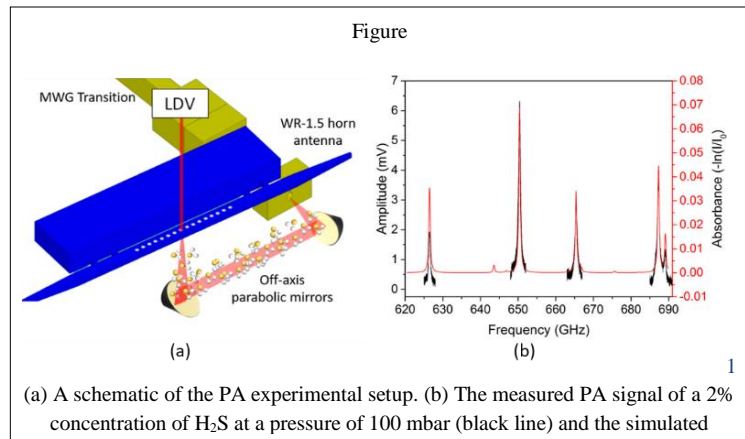 Figure
MWG Transition
LDV
WR-1.5 horn
antenna
Off-axis
parabolic mirrors
(a)
Amplitude (mV)
7
6
5
4
3
2
1
0
620 630 640 650 660 670 680 690
Frequency (GHz)
0.08
0.07
0.06
0.05
0.04
0.03
0.02
0.01
0.00
-0.01
Absorbance (-ln(I/I₀)
(b)
1
(a) A schematic of the PA experimental setup. (b) The measured PA signal of a 2%
concentration of H₂S at a pressure of 100 mbar (black line) and the simulated